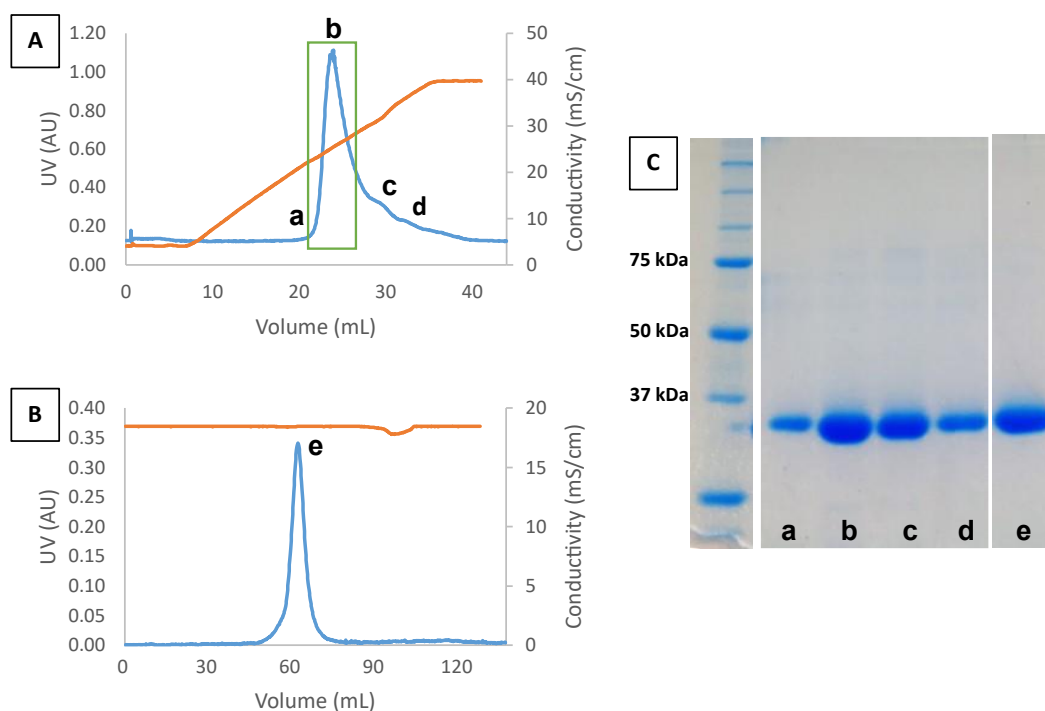 A
b
1.20
1.00
0.80
0.60
0.40
0.20
0.00
UV (AU)
a
c
d
50
40
30
20
10
0
Conductivity (mS/cm)
0 10 20 30 40
Volume (mL)
B
0.40
0.35
0.30
0.25
0.20
0.15
0.10
0.05
0.00
UV (AU)
e
20
15
10
5
0
Conductivity (mS/cm)
0 30 60 90 120
Volume (mL)
C
75 kDa
50 kDa
37 kDa
a b c d e